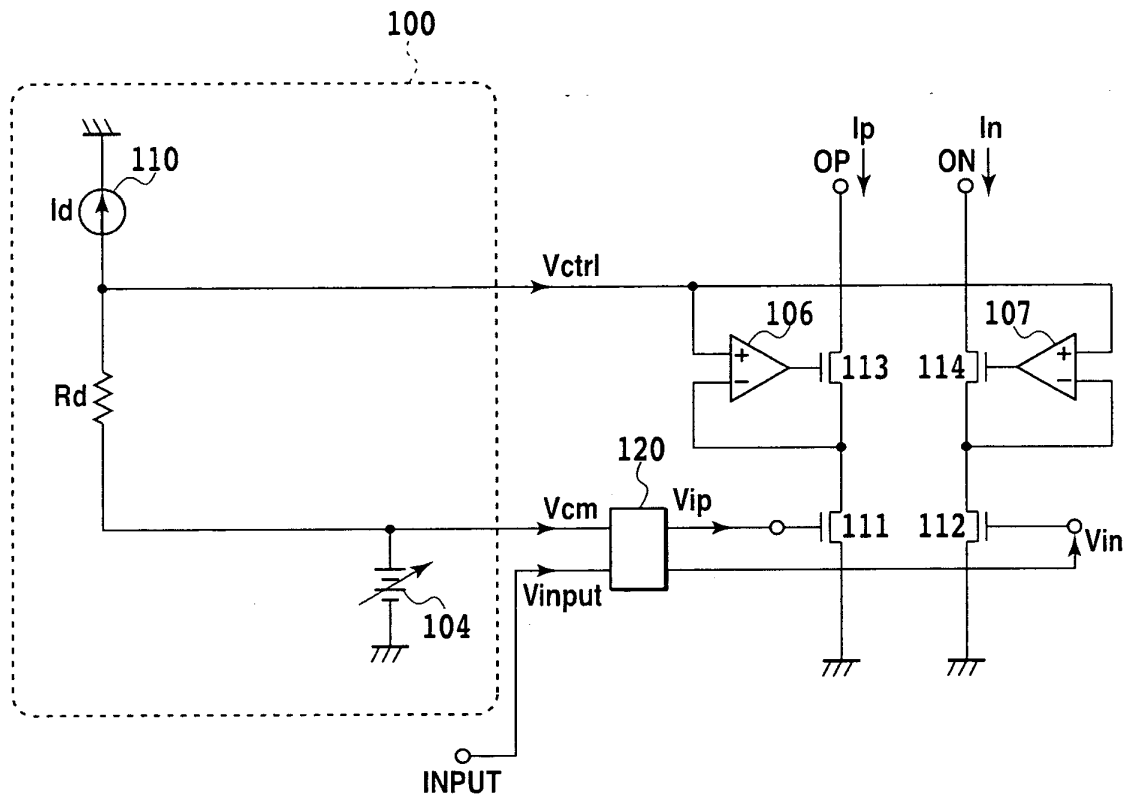 100
110
Id
Rd
104
Vctrl
Vcm
Vinput
INPUT
120
Vip
Ip
In
OP
ON
106
107
+
−
+
−
113
114
111
112
Vin